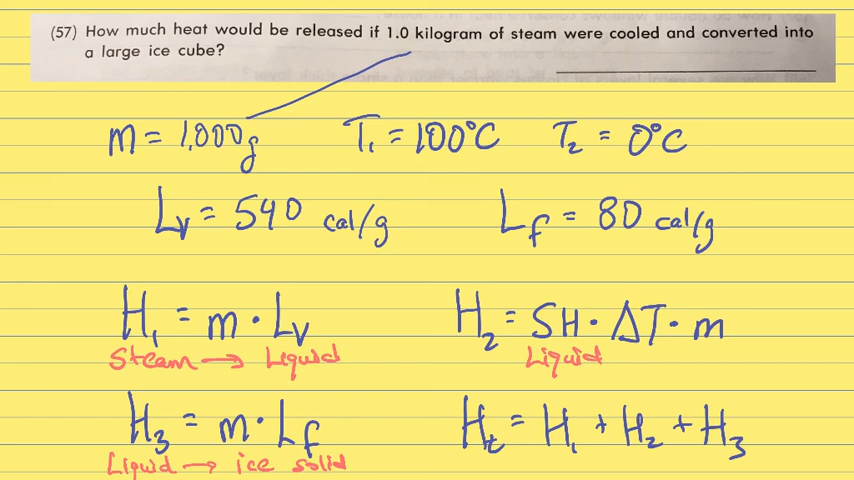 (57) How much heat would be released if 1.0 kilogram of steam were cooled and converted into
a large ice cube?
m = 1,000g T₁ = 100°C T₂ = 0°C
Lᵥ = 540 cal/g L_f = 80 cal/g
H₁ = m · Lᵥ H₂ = SH · ΔT · m
Steam → Liquid Liquid
H₃ = m · L_f Hₜ = H₁ + H₂ + H₃
Liquid → ice solid